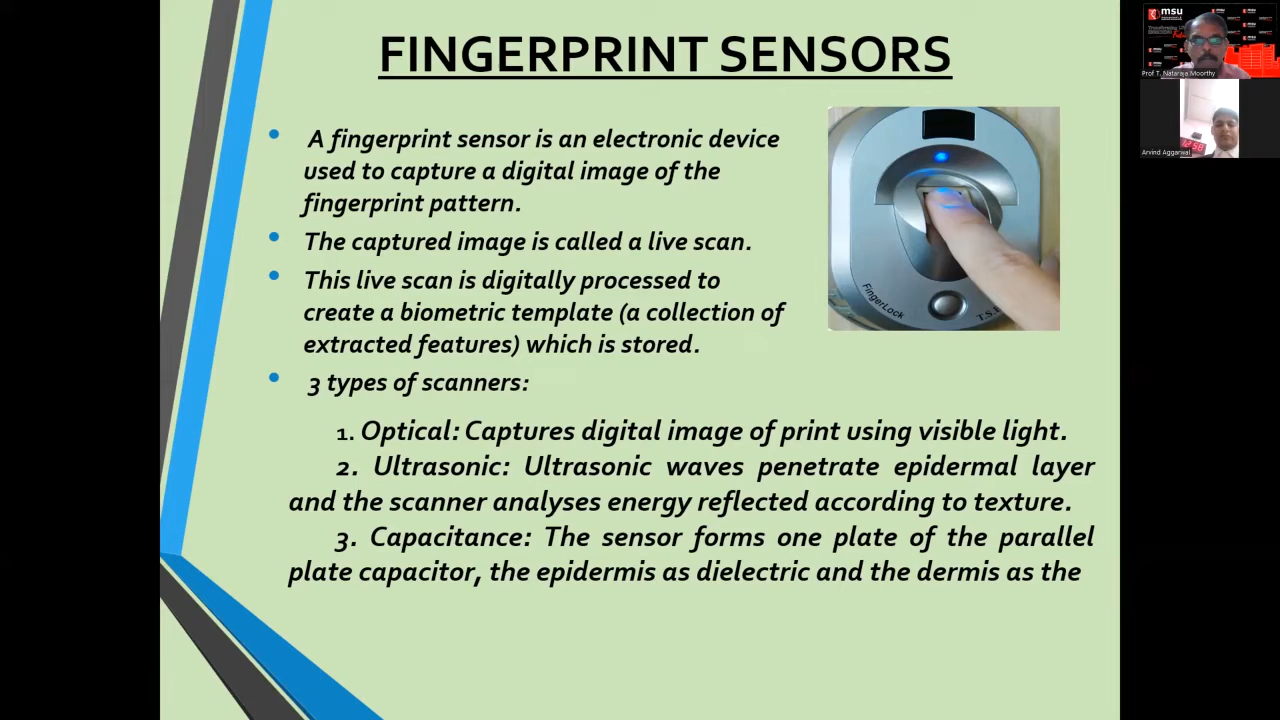 FINGERPRINT SENSORS
A fingerprint sensor is an electronic device
used to capture a digital image of the
fingerprint pattern.
The captured image is called a live scan.
This live scan is digitally processed to
create a biometric template (a collection of
extracted features) which is stored.
3 types of scanners:
1. Optical: Captures digital image of print using visible light.
2. Ultrasonic: Ultrasonic waves penetrate epidermal layer
and the scanner analyses energy reflected according to texture.
3. Capacitance: The sensor forms one plate of the parallel
plate capacitor, the epidermis as dielectric and the dermis as the
FingerLock
msu
Prof T. Nataraja Moorthy
Arvind Aggarwal